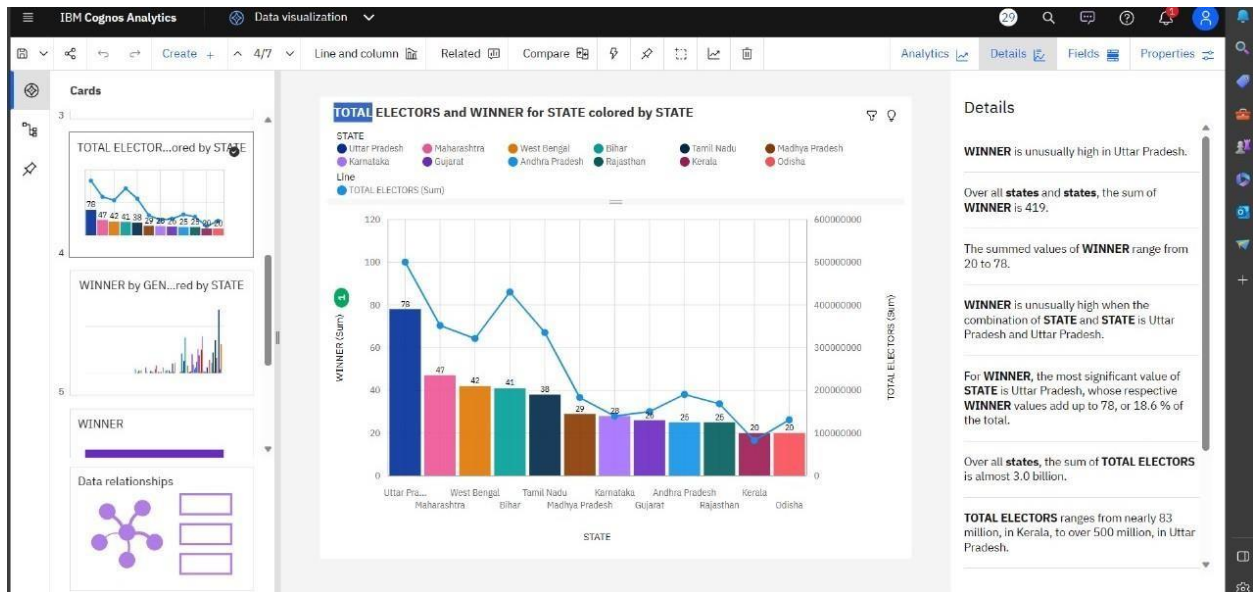 IBM Cognos Analytics
Data visualization
29
1
Create +
4/7
Line and column
Related
Compare
Analytics
Details
Fields
Properties
Cards
3
TOTAL ELECTOR...ored by STATE
78
47 42 41 38 29 28 26 25 25 20 20
4
WINNER by GEN...red by STATE
5
WINNER
Data relationships
TOTAL ELECTORS and WINNER for STATE colored by STATE
STATE
Uttar Pradesh Maharashtra West Bengal Bihar Tamil Nadu Madhya Pradesh
Karnataka Gujarat Andhra Pradesh Rajasthan Kerala Odisha
Line
TOTAL ELECTORS (Sum)
WINNER (Sum)
120
100
80
60
40
20
0
78
47
42
41
38
29
28
26
25
25
20
20
600000000
500000000
400000000
300000000
200000000
100000000
0
TOTAL ELECTORS (Sum)
Uttar Pra... West Bengal Tamil Nadu Karnataka Andhra Pradesh Kerala
Maharashtra Bihar Madhya Pradesh Gujarat Rajasthan Odisha
STATE
Details
WINNER is unusually high in Uttar Pradesh.
Over all states and states, the sum of
WINNER is 419.
The summed values of WINNER range from
20 to 78.
WINNER is unusually high when the
combination of STATE and STATE is Uttar
Pradesh and Uttar Pradesh.
For WINNER, the most significant value of
STATE is Uttar Pradesh, whose respective
WINNER values add up to 78, or 18.6 % of
the total.
Over all states, the sum of TOTAL ELECTORS
is almost 3.0 billion.
TOTAL ELECTORS ranges from nearly 83
million, in Kerala, to over 500 million, in Uttar
Pradesh.